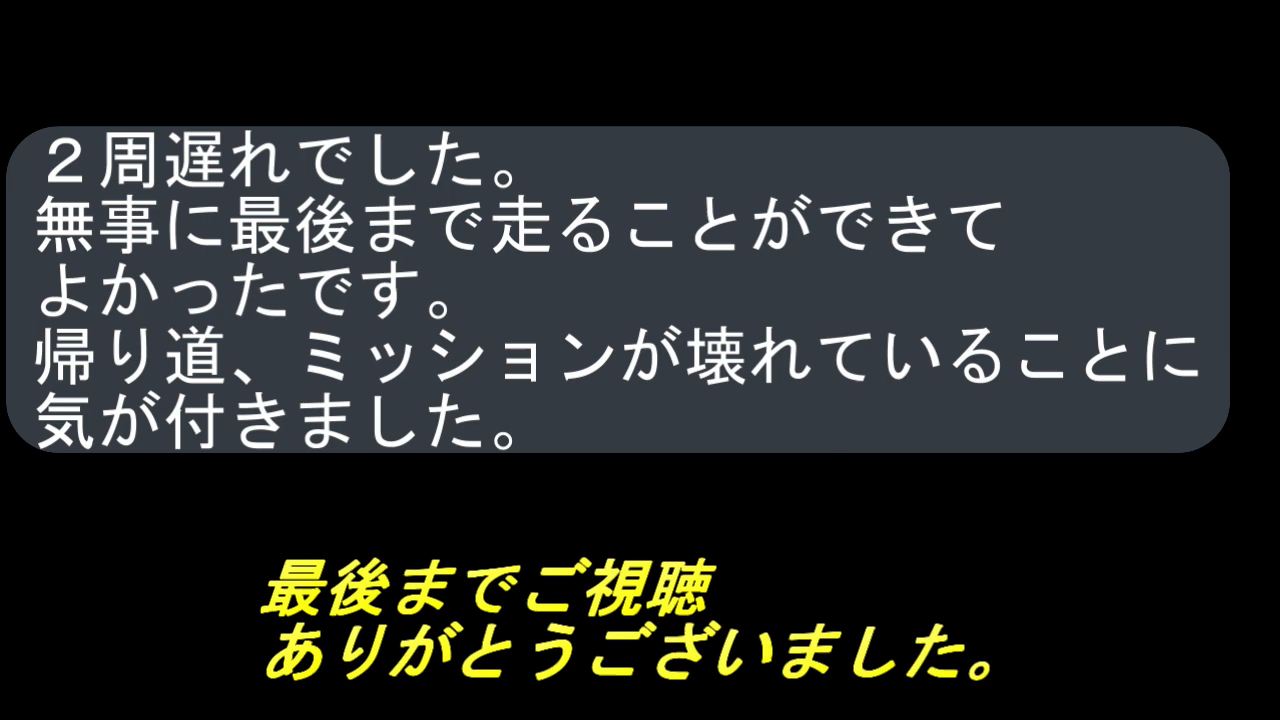 ２周遅れでした。
無事に最後まで走ることができて
よかったです。
帰り道、ミッションが壊れていることに
気が付きました。
最後までご視聴
ありがとうございました。